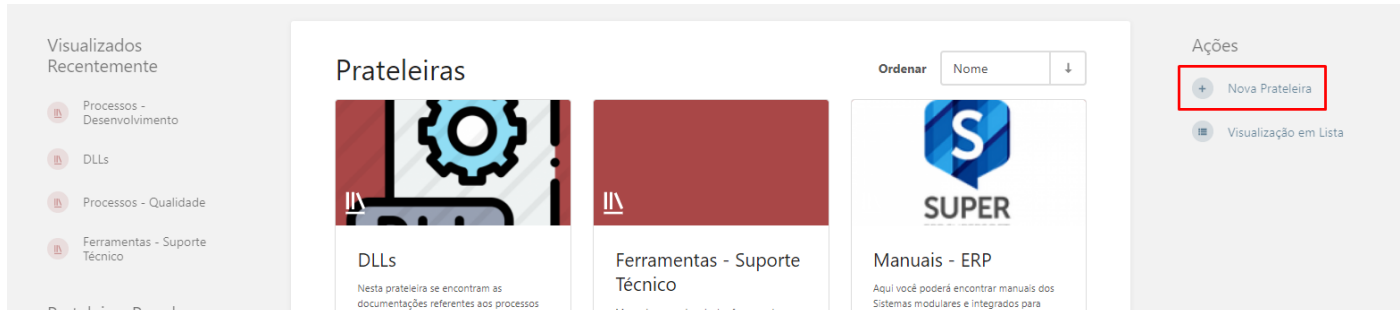 Visualizados
Recentemente
Processos -
Desenvolvimento
DLLs
Processos - Qualidade
Ferramentas - Suporte
Técnico
Prateleiras
Ordenar
Nome
DLLs
Nesta prateleira se encontram as
documentações referentes aos processos
Ferramentas - Suporte
Técnico
SUPER
Manuais - ERP
Aqui você poderá encontrar manuais dos
Sistemas modulares e integrados para
Ações
Nova Prateleira
Visualização em Lista